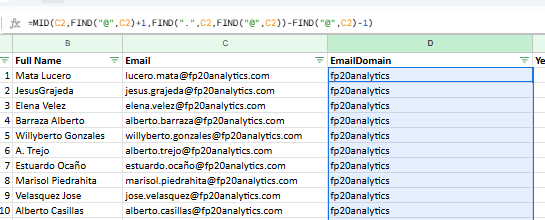 fx =MID(C2,FIND("@",C2)+1,FIND(".",C2,FIND("@",C2))-FIND("@",C2)-1)
B C D
Full Name Email EmailDomain Ye
1 Mata Lucero lucero.mata@fp20analytics.com fp20analytics
2 JesusGrajeda jesus.grajeda@fp20analytics.com fp20analytics
3 Elena Velez elena.velez@fp20analytics.com fp20analytics
4 Barraza Alberto alberto.barraza@fp20analytics.com fp20analytics
5 Willyberto Gonzales willyberto.gonzales@fp20analytics.com fp20analytics
6 A. Trejo alberto.trejo@fp20analytics.com fp20analytics
7 Estuardo Ocaño estuardo.ocaño@fp20analytics.com fp20analytics
8 Marisol Piedrahita marisol.piedrahita@fp20analytics.com fp20analytics
9 Velasquez Jose jose.velasquez@fp20analytics.com fp20analytics
10 Alberto Casillas alberto.casillas@fp20analytics.com fp20analytics